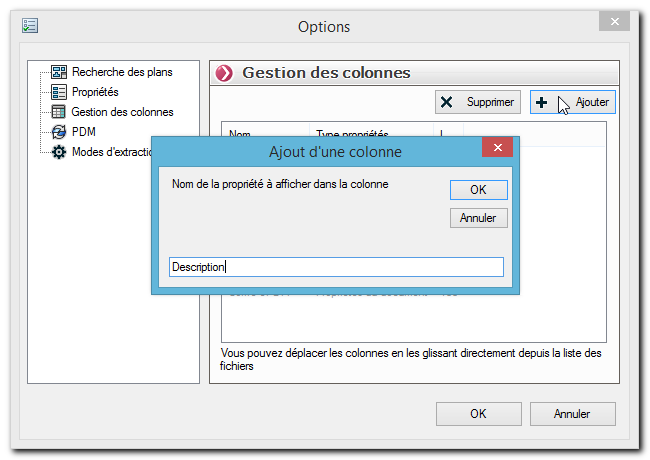 Options
Recherche des plans
Propriétés
Gestion des colonnes
PDM
Modes d'extractio
Gestion des colonnes
Supprimer
Ajouter
Nom Type propriétés
Ajout d'une colonne
Nom de la propriété à afficher dans la colonne
OK
Annuler
Description
Vous pouvez déplacer les colonnes en les glissant directement depuis la liste des
fichiers
OK
Annuler